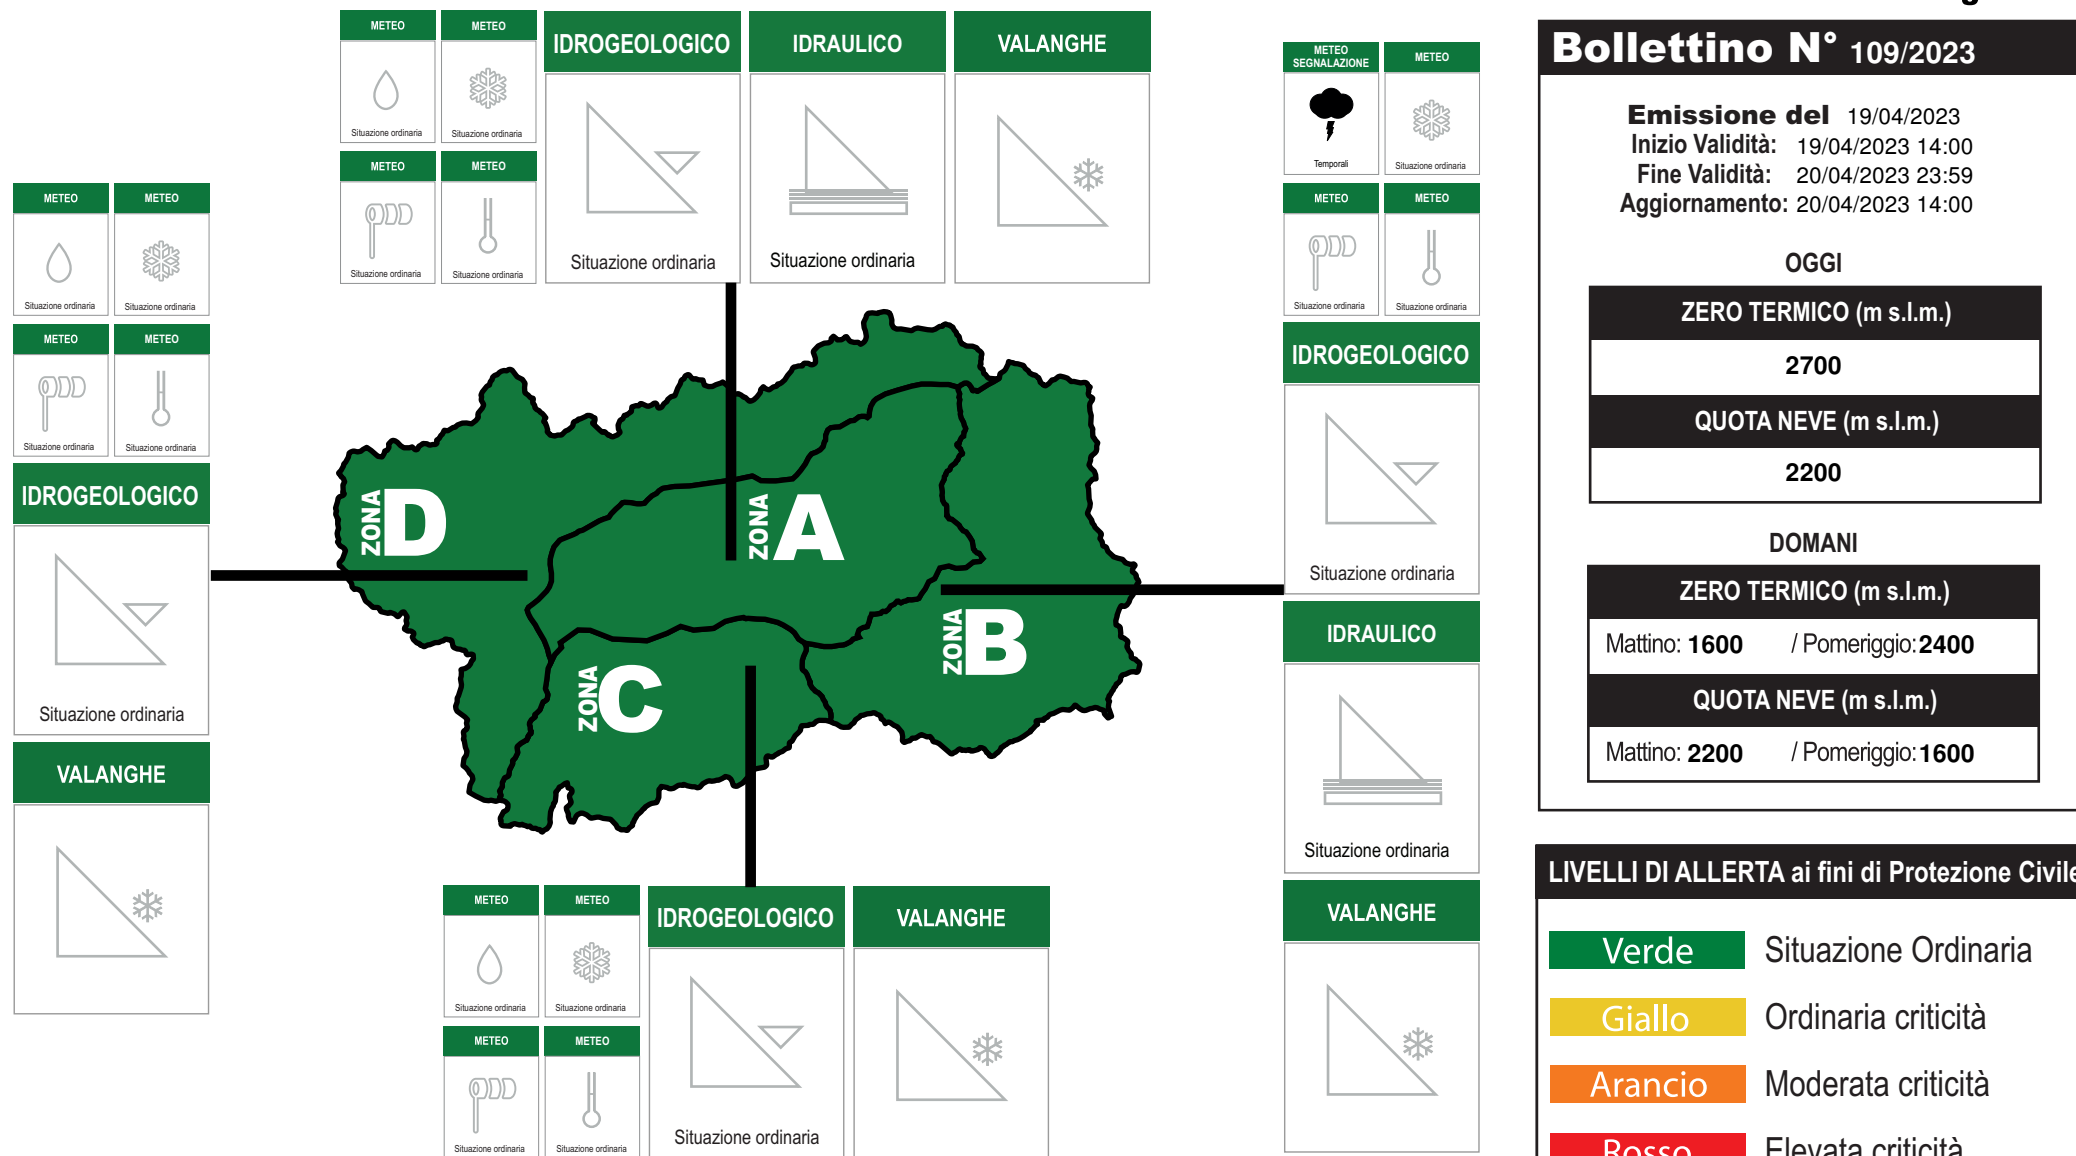 METEO
Situazione ordinaria
METEO
Situazione ordinaria
METEO
Situazione ordinaria
METEO
Situazione ordinaria
IDROGEOLOGICO
Situazione ordinaria
IDRAULICO
Situazione ordinaria
VALANGHE
METEO
Situazione ordinaria
METEO
Situazione ordinaria
METEO
Situazione ordinaria
METEO
Situazione ordinaria
IDROGEOLOGICO
Situazione ordinaria
VALANGHE
ZONA D
ZONA A
ZONA B
ZONA C
METEO
SEGNALAZIONE
Temporali
METEO
Situazione ordinaria
METEO
Situazione ordinaria
METEO
Situazione ordinaria
IDROGEOLOGICO
Situazione ordinaria
IDRAULICO
Situazione ordinaria
VALANGHE
METEO
Situazione ordinaria
METEO
Situazione ordinaria
METEO
Situazione ordinaria
METEO
Situazione ordinaria
IDROGEOLOGICO
Situazione ordinaria
VALANGHE
Bollettino N° 109/2023
Emissione del 19/04/2023
Inizio Validità: 19/04/2023 14:00
Fine Validità: 20/04/2023 23:59
Aggiornamento: 20/04/2023 14:00
OGGI
ZERO TERMICO (m s.l.m.)
2700
QUOTA NEVE (m s.l.m.)
2200
DOMANI
ZERO TERMICO (m s.l.m.)
Mattino: 1600 / Pomeriggio: 2400
QUOTA NEVE (m s.l.m.)
Mattino: 2200 / Pomeriggio: 1600
LIVELLI DI ALLERTA ai fini di Protezione Civile
Verde Situazione Ordinaria
Giallo Ordinaria criticità
Arancio Moderata criticità
Rosso Elevata criticità